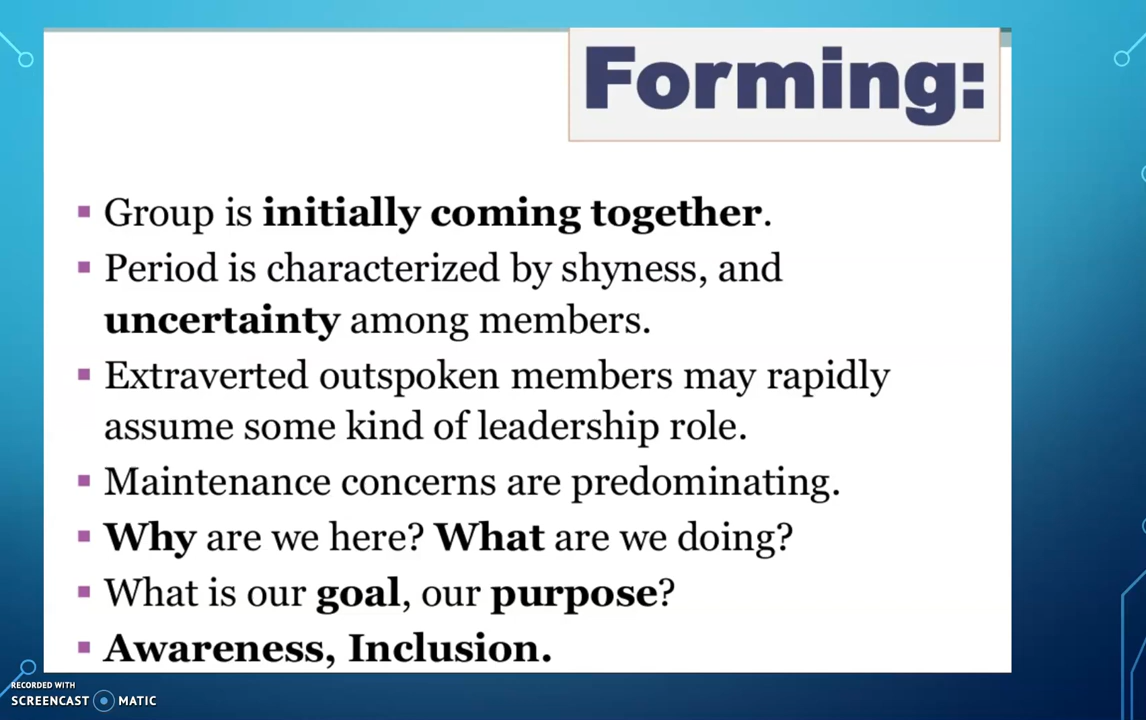 Forming:
▪ Group is initially coming together.
▪ Period is characterized by shyness, and
uncertainty among members.
▪ Extraverted outspoken members may rapidly
assume some kind of leadership role.
▪ Maintenance concerns are predominating.
▪ Why are we here? What are we doing?
▪ What is our goal, our purpose?
▪ Awareness, Inclusion.
RECORDED WITH
SCREENCAST MATIC